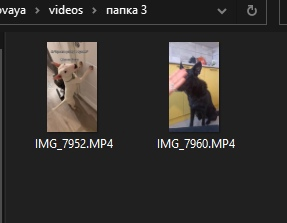 ovaya > videos > папка 3
IMG_7952.MP4
IMG_7960.MP4